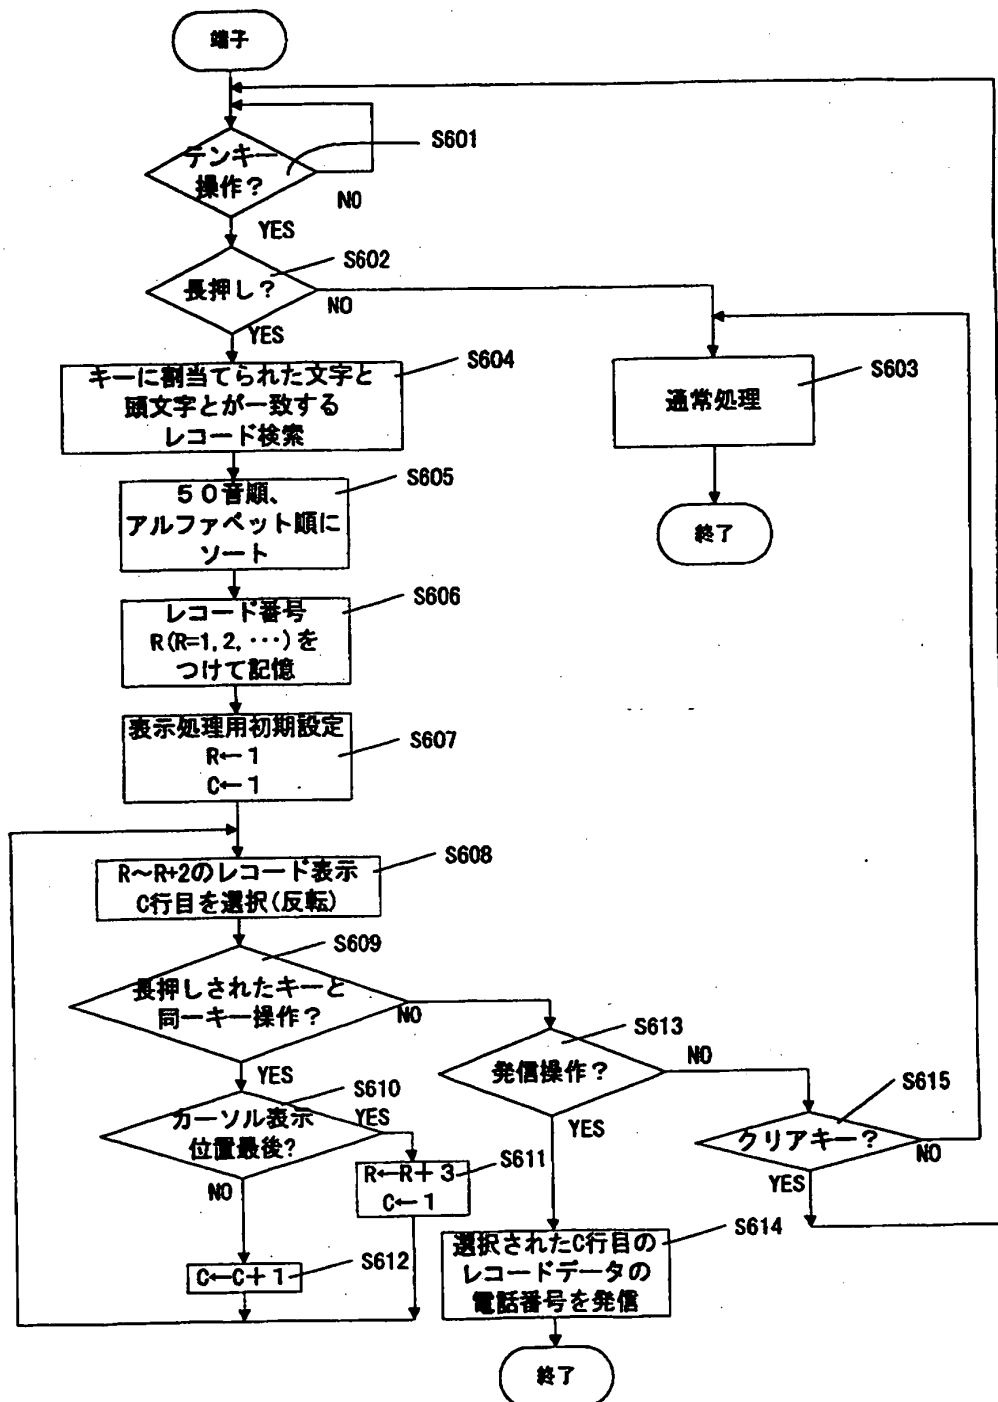 端子
テンキー
操作？
S601
NO
YES
長押し？
S602
NO
YES
キーに割当てられた文字と
頭文字とが一致する
レコード検索
S604
通常処理
S603
５０音順、
アルファベット順に
ソート
S605
終了
レコード番号
R(R=1,2,･･･)を
つけて記憶
S606
表示処理用初期設定
R←1
C←1
S607
R～R+2のレコード表示
C行目を選択(反転)
S608
長押しされたキーと
同一キー操作？
S609
NO
YES
発信操作？
S613
NO
YES
クリアキー？
S615
NO
YES
カーソル表示
位置最後?
S610
YES
NO
R←R＋3
C←1
S611
C←C＋1
S612
選択されたC行目の
レコードデータの
電話番号を発信
S614
終了